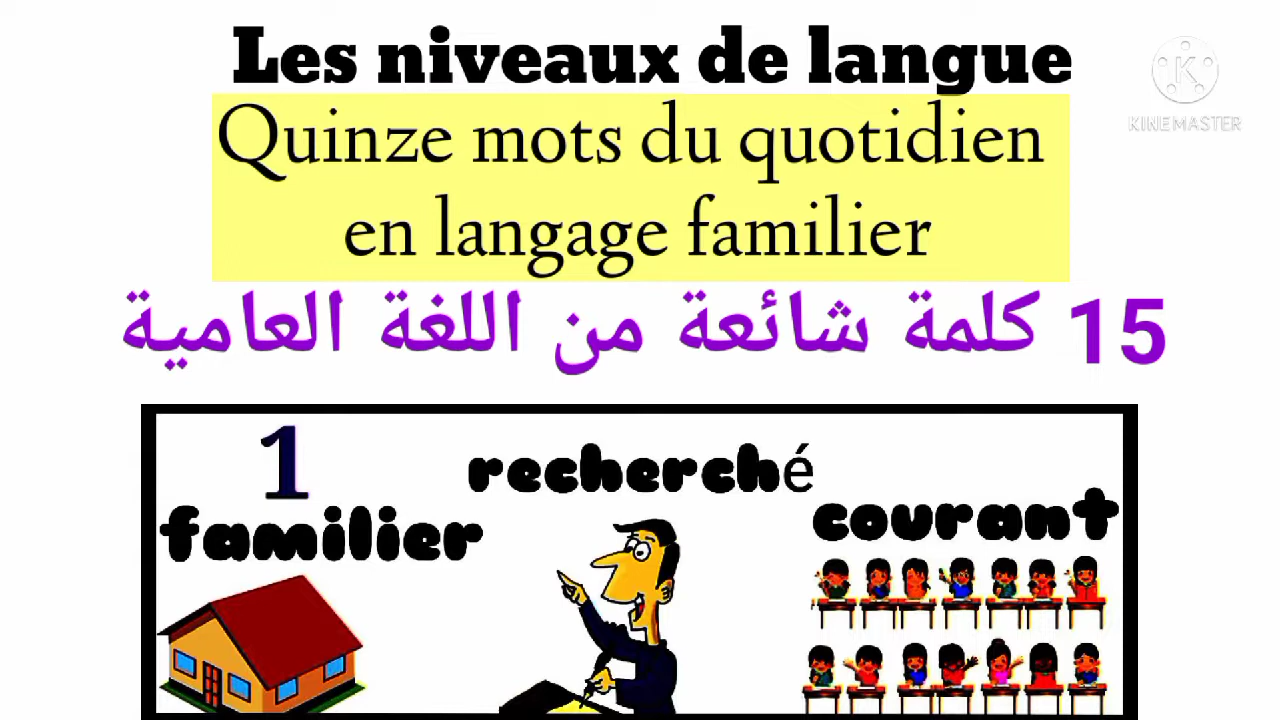 Les niveaux de langue
KINEMASTER
Quinze mots du quotidien
en langage familier
15 كلمة شائعة من اللغة العامية
1
recherché
familier
courant